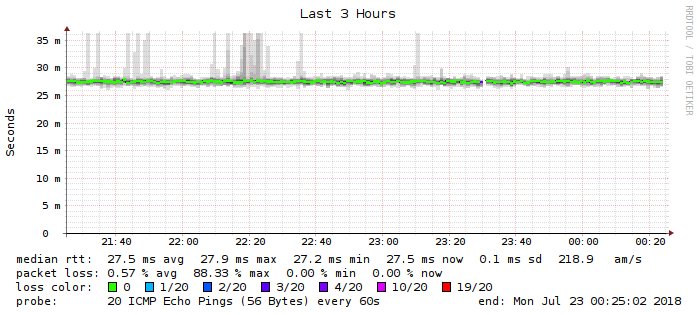 Last 3 Hours
RRDTOOL / TOBI OETIKER
Seconds
35 m
30 m
25 m
20 m
15 m
10 m
5 m
0
21:40 22:00 22:20 22:40 23:00 23:20 23:40 00:00 00:20
median rtt: 27.5 ms avg 27.9 ms max 27.2 ms min 27.5 ms now 0.1 ms sd 218.9 am/s
packet loss: 0.57 % avg 88.33 % max 0.00 % min 0.00 % now
loss color: 0 1/20 2/20 3/20 4/20 10/20 19/20
probe: 20 ICMP Echo Pings (56 Bytes) every 60s end: Mon Jul 23 00:25:02 2018